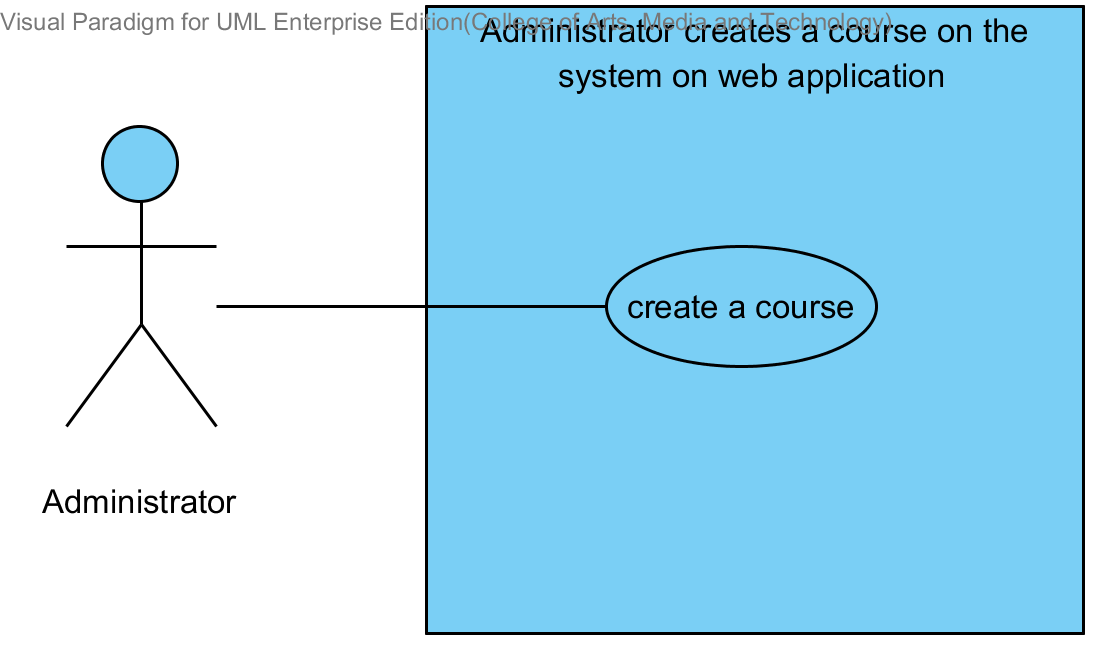 Visual Paradigm for UML Enterprise Edition(College of Arts, Media and Technology)
Administrator creates a course on the
system on web application
create a course
Administrator